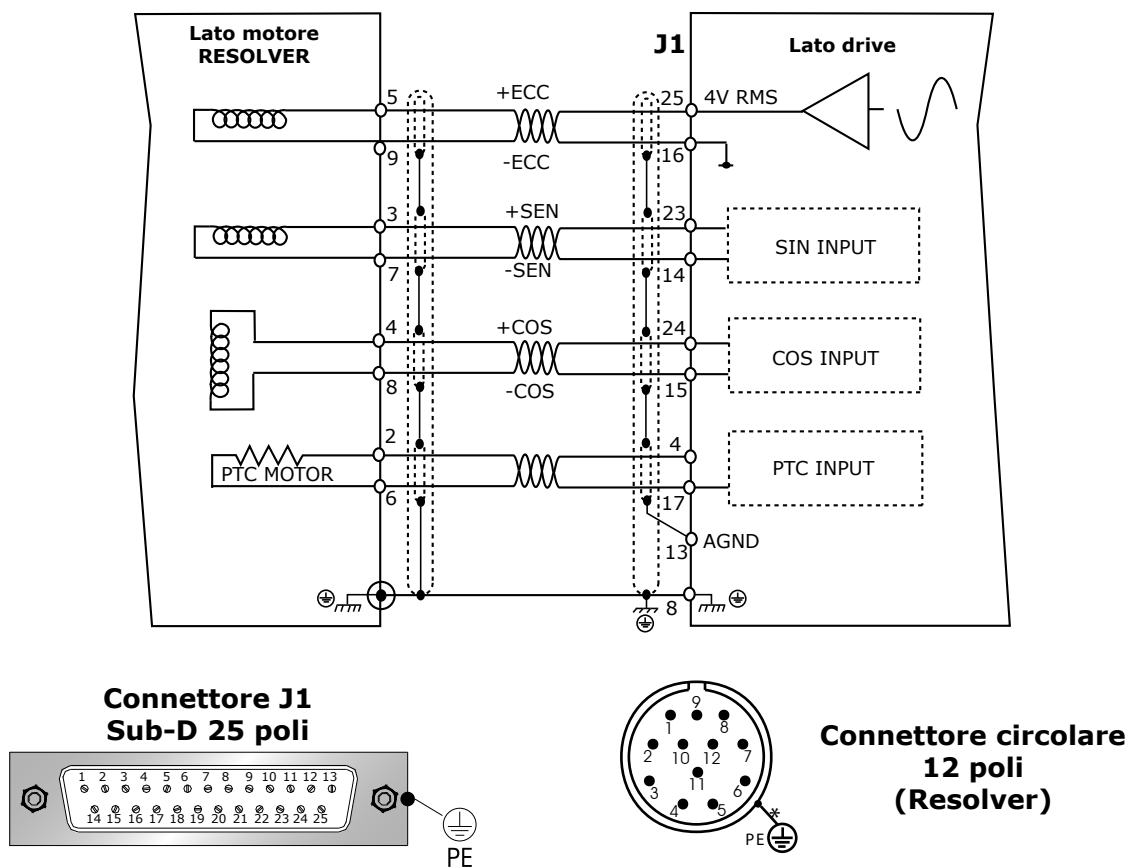 Lato motore
RESOLVER
J1
Lato drive
5
+ECC
25
4V RMS
9
-ECC
16
3
+SEN
23
SIN INPUT
7
-SEN
14
4
+COS
24
COS INPUT
8
-COS
15
2
4
PTC MOTOR
PTC INPUT
6
17
13
AGND
8
Connettore J1
Sub-D 25 poli
1 2 3 4 5 6 7 8 9 10 11 12 13
14 15 16 17 18 19 20 21 22 23 24 25
PE
9
1 8
2 10 12 7
11
3 6
4 5
*
PE
Connettore circolare
12 poli
(Resolver)